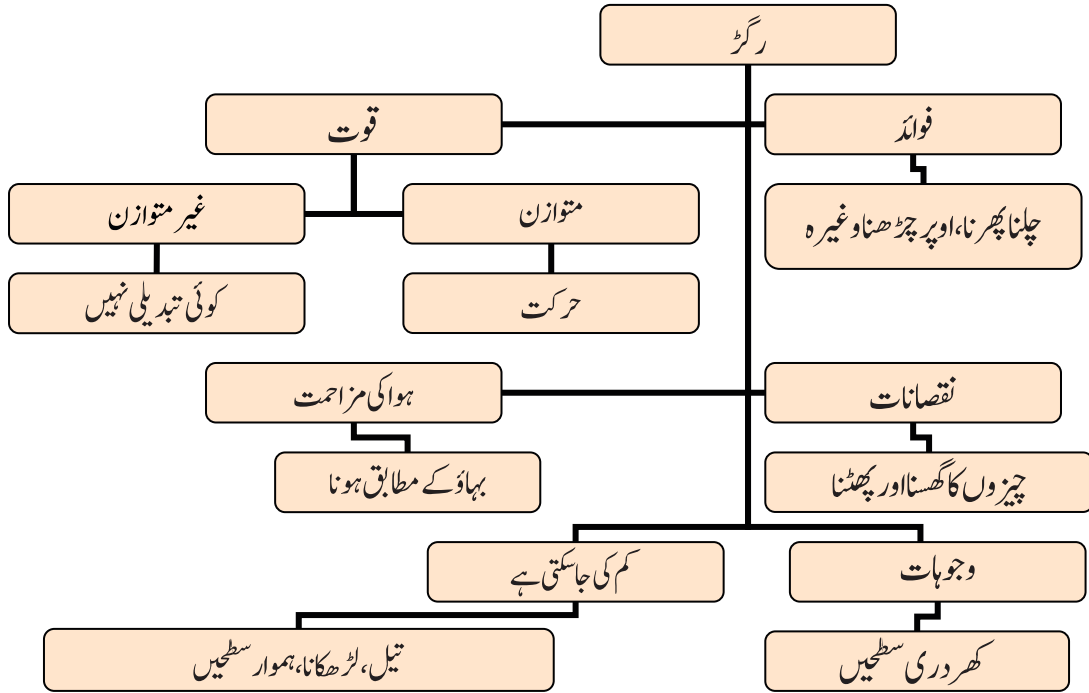 رگڑ
فوائد
قوت
چلنا پھرنا، اوپر چڑھنا وغیرہ
متوازن
غیر متوازن
حرکت
کوئی تبدیلی نہیں
نقصانات
ہوا کی مزاحمت
چیزوں کا گھسنا اور پھٹنا
بہاؤ کے مطابق ہونا
وجوہات
کم کی جاسکتی ہے
کھردری سطحیں
تیل، لڑھکانا، ہموار سطحیں